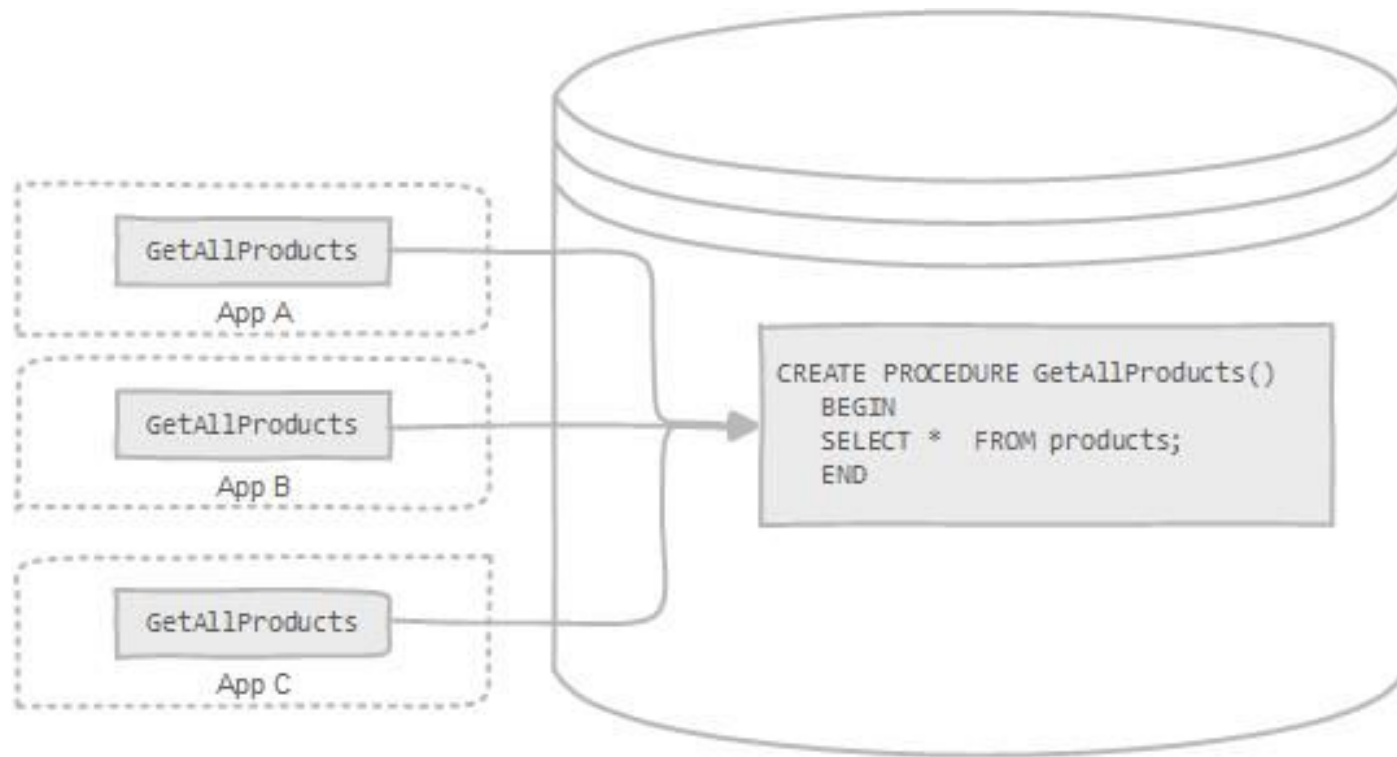 GetAllProducts
App A
GetAllProducts
App B
GetAllProducts
App C
CREATE PROCEDURE GetAllProducts()
BEGIN
SELECT *  FROM products;
END